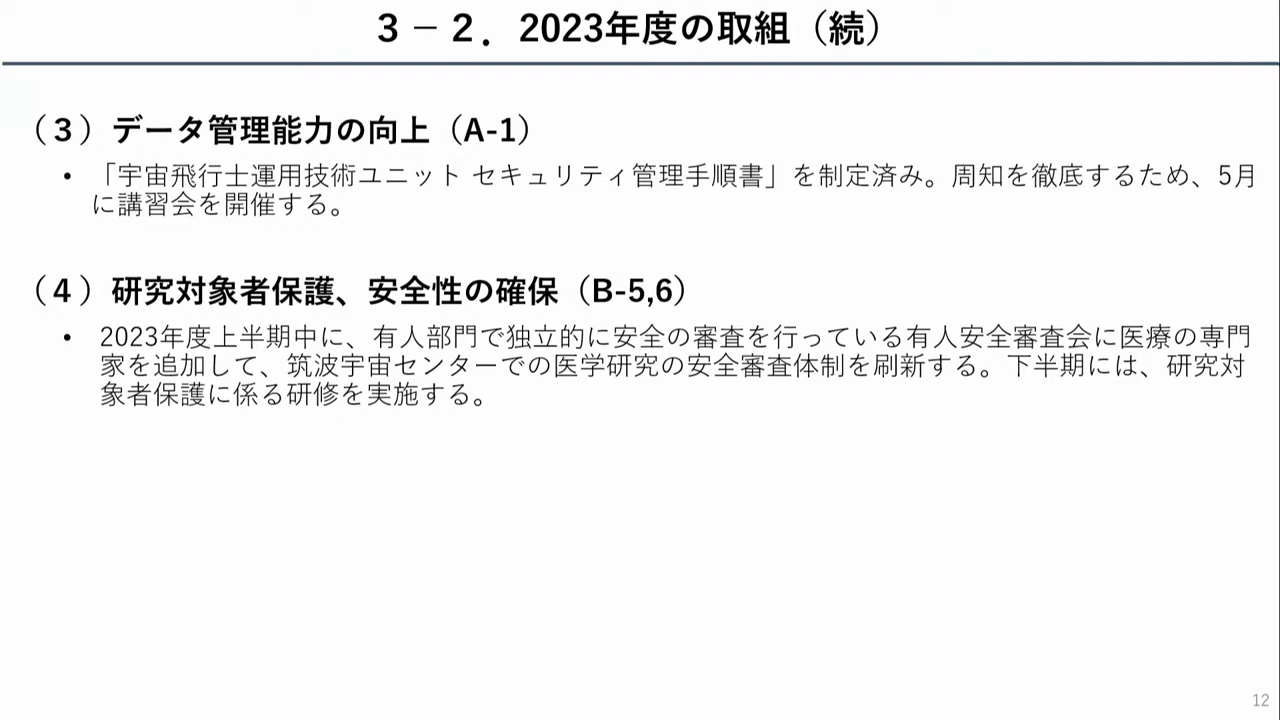 ３－２．2023年度の取組（続）
（３）データ管理能力の向上（A-1）
• 「宇宙飛行士運用技術ユニット セキュリティ管理手順書」を制定済み。周知を徹底するため、5月
に講習会を開催する。
（４）研究対象者保護、安全性の確保（B-5,6）
• 2023年度上半期中に、有人部門で独立的に安全の審査を行っている有人安全審査会に医療の専門
家を追加して、筑波宇宙センターでの医学研究の安全審査体制を刷新する。下半期には、研究対
象者保護に係る研修を実施する。
12